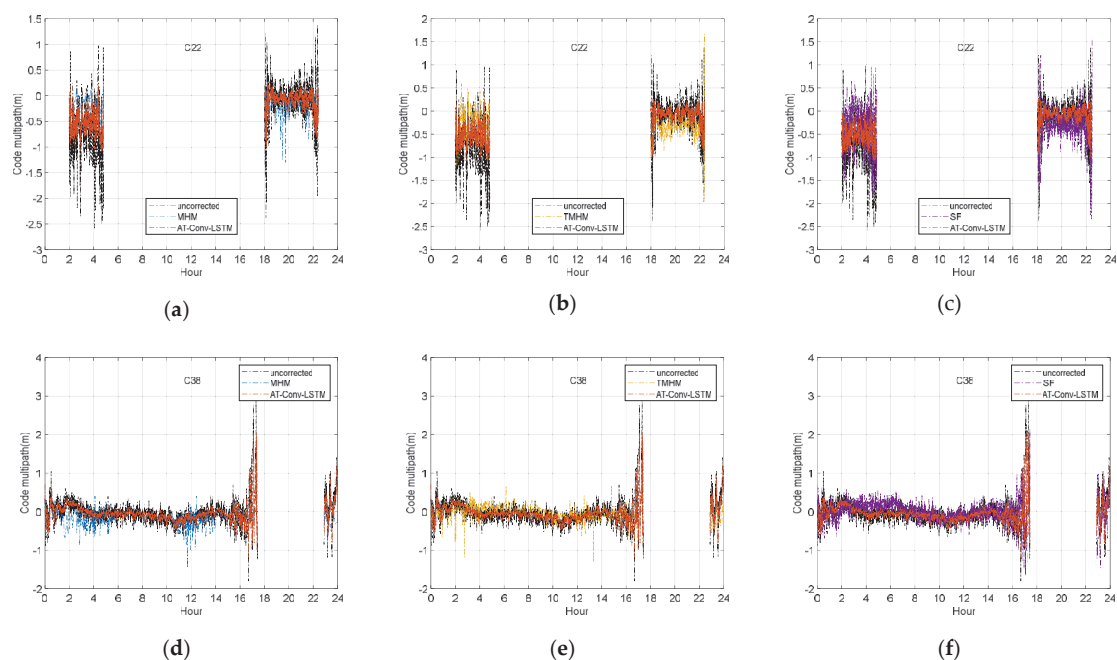 1.5
1
0.5
0
-0.5
-1
-1.5
-2
-2.5
-3
Code multipath(m)
C22
uncorrected
MHM
AT-Conv-LSTM
0 2 4 6 8 10 12 14 16 18 20 22 24
Hour
(a)
2
1.5
1
0.5
0
-0.5
-1
-1.5
-2
-2.5
-3
Code multipath(m)
C22
uncorrected
TMHM
AT-Conv-LSTM
0 2 4 6 8 10 12 14 16 18 20 22 24
Hour
(b)
2
1.5
1
0.5
0
-0.5
-1
-1.5
-2
-2.5
-3
Code multipath(m)
C22
uncorrected
SF
AT-Conv-LSTM
0 2 4 6 8 10 12 14 16 18 20 22 24
Hour
(c)
4
3
2
1
0
-1
-2
Code multipath(m)
C38
uncorrected
MHM
AT-Conv-LSTM
0 2 4 6 8 10 12 14 16 18 20 22 24
Hour
(d)
4
3
2
1
0
-1
-2
Code multipath(m)
C38
uncorrected
TMHM
AT-Conv-LSTM
0 2 4 6 8 10 12 14 16 18 20 22 24
Hour
(e)
4
3
2
1
0
-1
-2
Code multipath(m)
C38
uncorrected
SF
AT-Conv-LSTM
0 2 4 6 8 10 12 14 16 18 20 22 24
Hour
(f)